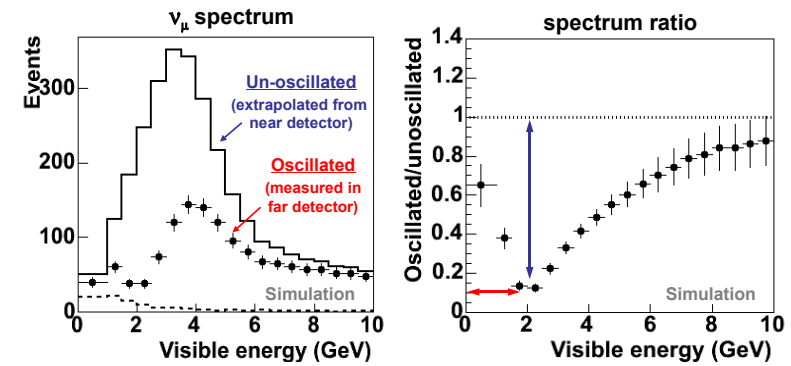 νμ spectrum
Events
300
200
100
0
Un-oscillated
(extrapolated from
near detector)
Oscillated
(measured in
far detector)
Simulation
0 2 4 6 8 10
Visible energy (GeV)
spectrum ratio
Oscillated/unoscillated
1.4
1.2
1
0.8
0.6
0.4
0.2
0
Simulation
0 2 4 6 8 10
Visible energy (GeV)